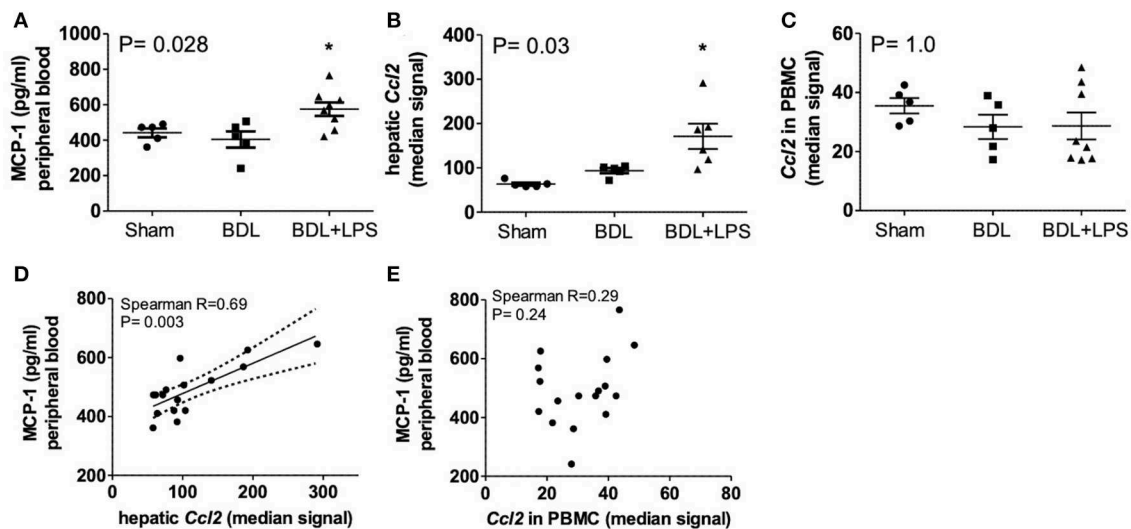 A
MCP-1 (pg/ml)
peripheral blood
1000
800
600
400
200
0
P= 0.028
*
Sham
BDL
BDL+LPS
B
hepatic Ccl2
(median signal)
400
300
200
100
0
P= 0.03
*
Sham
BDL
BDL+LPS
C
Ccl2 in PBMC
(median signal)
60
40
20
0
P= 1.0
Sham
BDL
BDL+LPS
D
MCP-1 (pg/ml)
peripheral blood
800
600
400
200
Spearman R=0.69
P= 0.003
0
100
200
300
hepatic Ccl2 (median signal)
E
MCP-1 (pg/ml)
peripheral blood
800
600
400
200
Spearman R=0.29
P= 0.24
0
20
40
60
80
Ccl2 in PBMC (median signal)